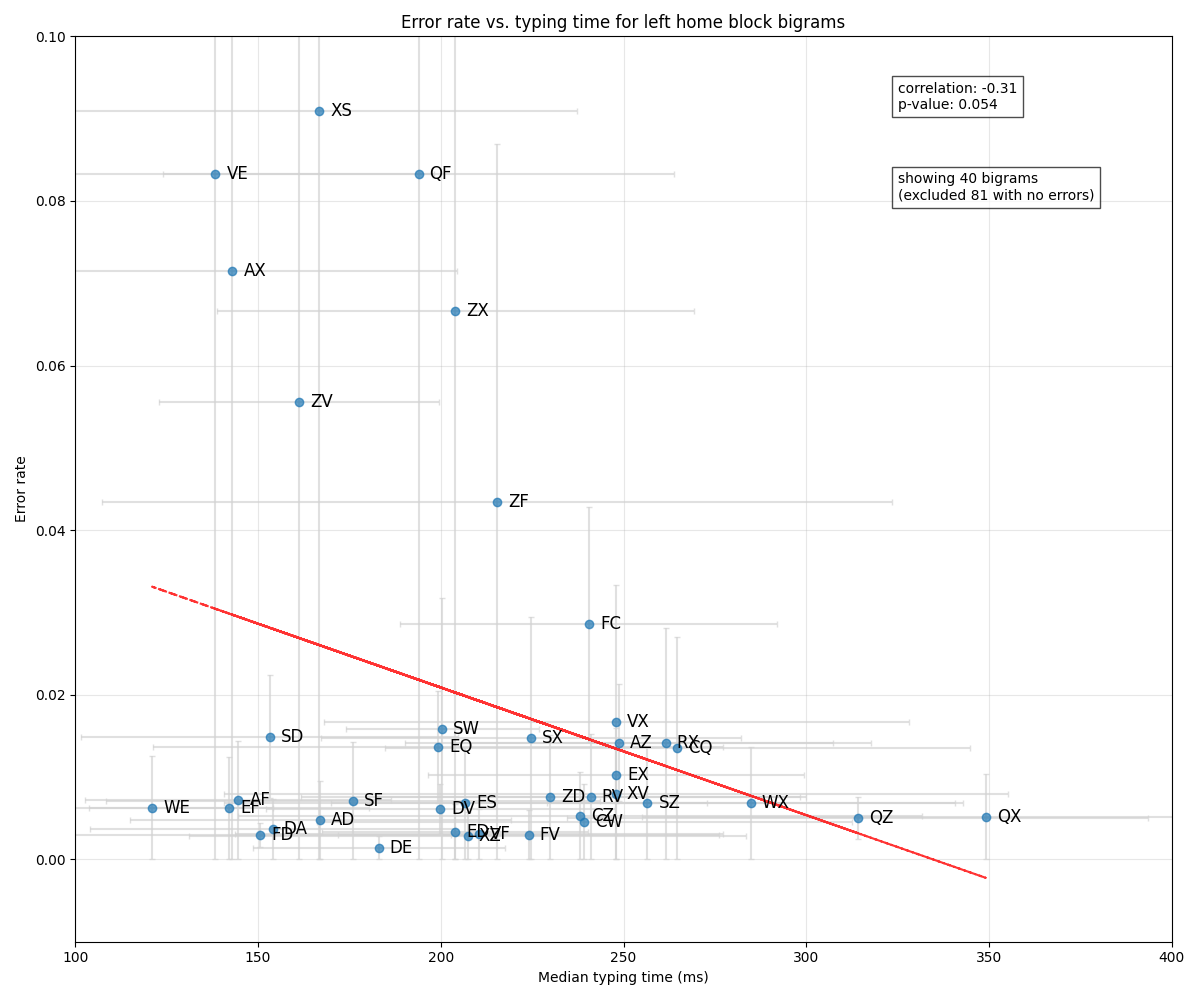 Error rate vs. typing time for left home block bigrams
0.10
correlation: -0.31
p-value: 0.054
XS
showing 40 bigrams
(excluded 81 with no errors)
VE
QF
0.08
AX
ZX
0.06
ZV
Error rate
ZF
0.04
FC
0.02
VX
SW
SD
SX
AZ
RX
EQ
CQ
EX
XV
ZD
RV
AF
SF
ES
SZ
WX
WE
EF
DV
CZ
QZ
QX
AD
CW
DA
ED
VF
FD
XZ
FV
DE
0.00
100
150
200
250
300
350
400
Median typing time (ms)